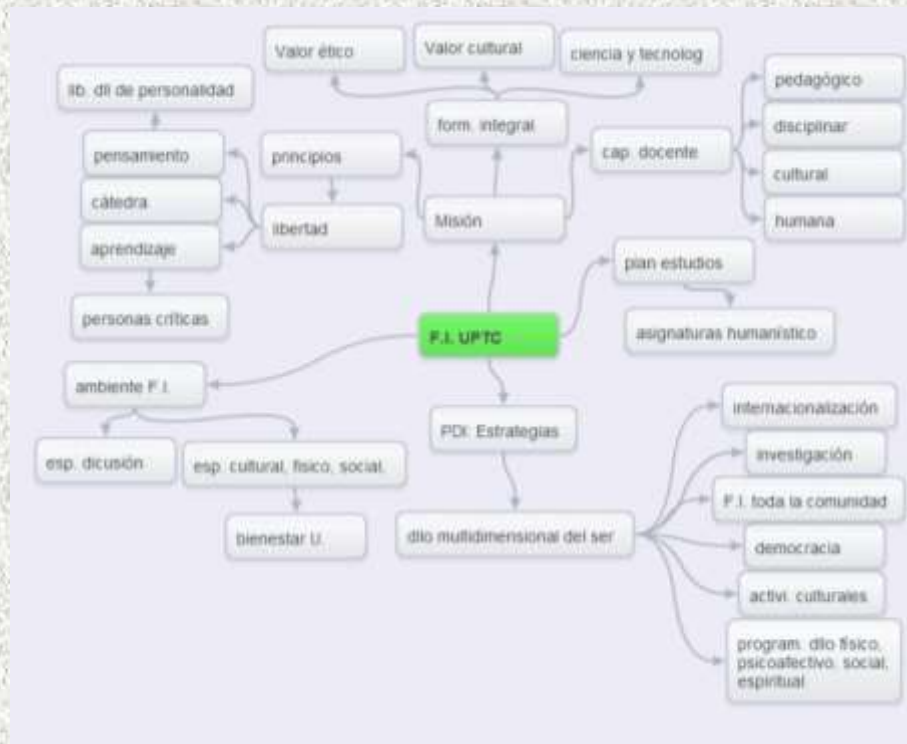 Valor ético
Valor cultural
ciencia y tecnolog
lib. dll de personalidad
form. integral
pedagógico
pensamiento
principios
cap. docente
disciplinar
cátedra
cultural
libertad
Misión
humana
aprendizaje
plan estudios
personas críticas
F.I. UPTC
asignaturas humanístico
ambiente F.I.
PDI. Estrategias
internacionalización
esp. dicusión
esp. cultural, físico, social.
investigación
F.I. toda la comunidad
bienestar U.
dllo multidimensional del ser
democracia
activi. culturales
program. dllo físico,
psicoafectivo. social,
espiritual